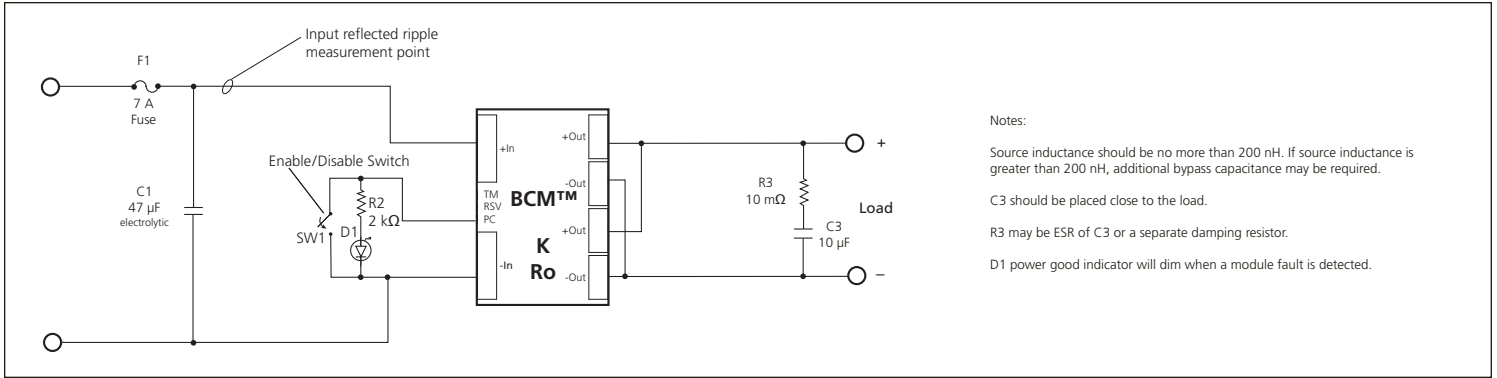 Input reflected ripple
measurement point
F1
7 A
Fuse
C1
47 µF
electrolytic
Enable/Disable Switch
SW1
R2
2 kΩ
D1
+In
TM
RSV
PC
-In
BCM™
K
Ro
+Out
-Out
+Out
-Out
R3
10 mΩ
C3
10 µF
+
Load
–
Notes:
Source inductance should be no more than 200 nH. If source inductance is
greater than 200 nH, additional bypass capacitance may be required.
C3 should be placed close to the load.
R3 may be ESR of C3 or a separate damping resistor.
D1 power good indicator will dim when a module fault is detected.